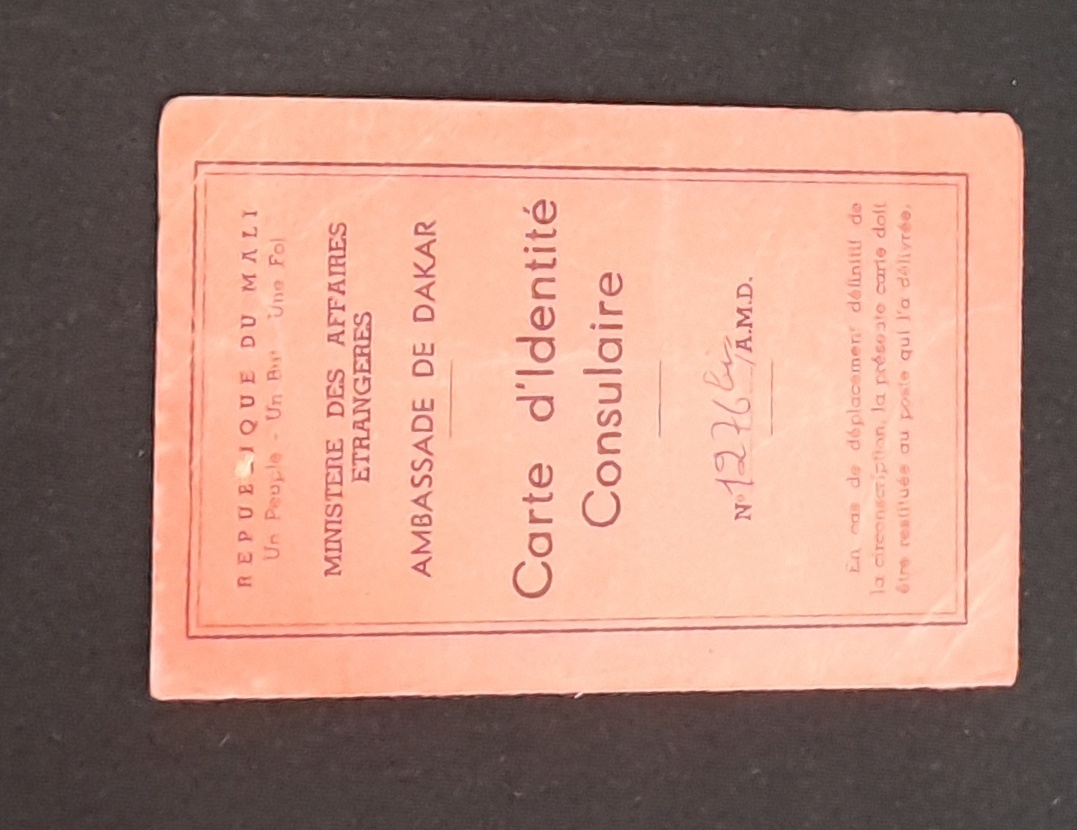 REPUBLIQUE DU MALI
Un Peuple - Un But - Une Foi
MINISTERE DES AFFAIRES
ETRANGERES
AMBASSADE DE DAKAR
Carte d'Identité
Consulaire
N° 1276 bis/A.M.D.
En cas de déplacement définitif de
la circonscription, la présente carte doit
être restituée au poste qui l'a délivrée.